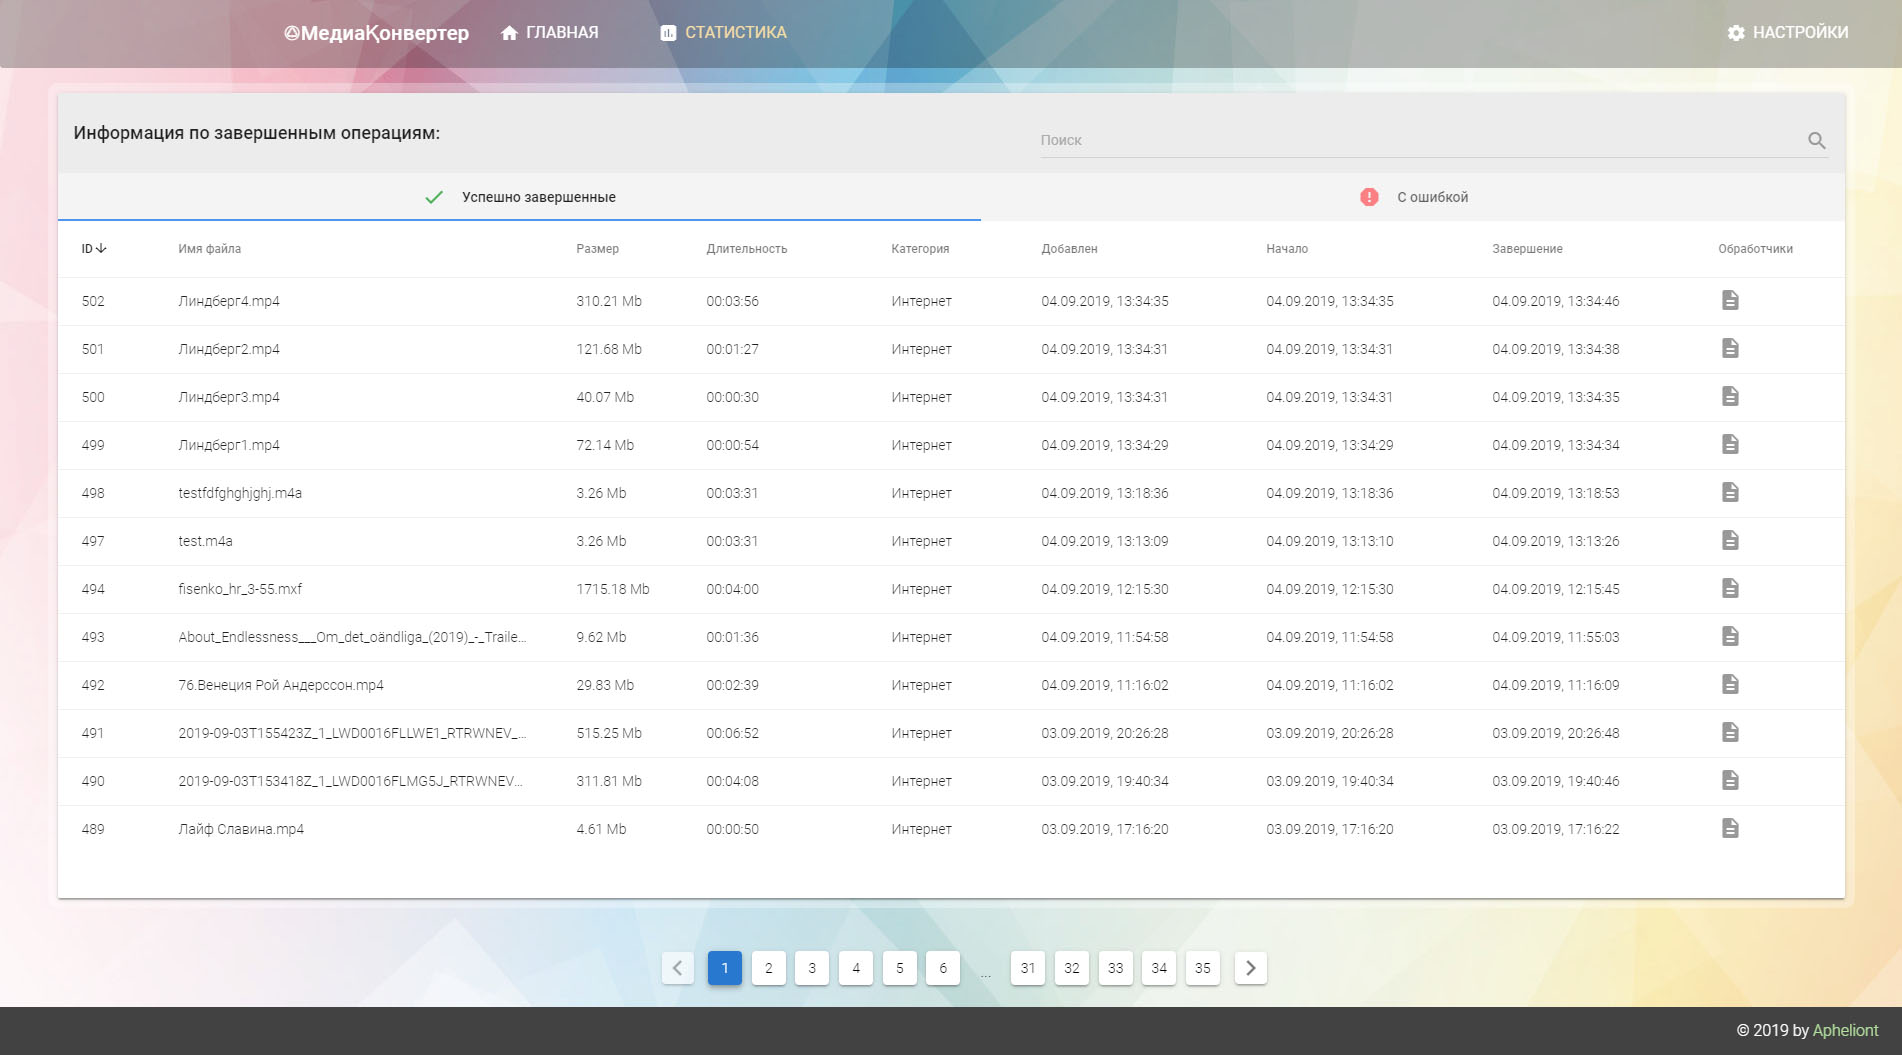 МедиаКонвертер ГЛАВНАЯ СТАТИСТИКА НАСТРОЙКИ
Информация по завершенным операциям: Поиск
Успешно завершенные С ошибкой
ID Имя файла Размер Длительность Категория Добавлен Начало Завершение Обработчики
502 Линдберг4.mp4 310.21 Mb 00:03:56 Интернет 04.09.2019, 13:34:35 04.09.2019, 13:34:35 04.09.2019, 13:34:46
501 Линдберг2.mp4 121.68 Mb 00:01:27 Интернет 04.09.2019, 13:34:31 04.09.2019, 13:34:31 04.09.2019, 13:34:38
500 Линдберг3.mp4 40.07 Mb 00:00:30 Интернет 04.09.2019, 13:34:31 04.09.2019, 13:34:31 04.09.2019, 13:34:35
499 Линдберг1.mp4 72.14 Mb 00:00:54 Интернет 04.09.2019, 13:34:29 04.09.2019, 13:34:29 04.09.2019, 13:34:34
498 testfdfghghjghj.m4a 3.26 Mb 00:03:31 Интернет 04.09.2019, 13:18:36 04.09.2019, 13:18:36 04.09.2019, 13:18:53
497 test.m4a 3.26 Mb 00:03:31 Интернет 04.09.2019, 13:13:09 04.09.2019, 13:13:10 04.09.2019, 13:13:26
494 fisenko_hr_3-55.mxf 1715.18 Mb 00:04:00 Интернет 04.09.2019, 12:15:30 04.09.2019, 12:15:30 04.09.2019, 12:15:45
493 About_Endlessness___Om_det_oändliga_(2019)_-_Traile... 9.62 Mb 00:01:36 Интернет 04.09.2019, 11:54:58 04.09.2019, 11:54:58 04.09.2019, 11:55:03
492 76.Венеция Рой Андерссон.mp4 29.83 Mb 00:02:39 Интернет 04.09.2019, 11:16:02 04.09.2019, 11:16:02 04.09.2019, 11:16:09
491 2019-09-03T155423Z_1_LWD0016FLLWE1_RTRWNEV_... 515.25 Mb 00:06:52 Интернет 03.09.2019, 20:26:28 03.09.2019, 20:26:28 03.09.2019, 20:26:48
490 2019-09-03T153418Z_1_LWD0016FLMG5J_RTRWNEV... 311.81 Mb 00:04:08 Интернет 03.09.2019, 19:40:34 03.09.2019, 19:40:34 03.09.2019, 19:40:46
489 Лайф Славина.mp4 4.61 Mb 00:00:50 Интернет 03.09.2019, 17:16:20 03.09.2019, 17:16:20 03.09.2019, 17:16:22
1 2 3 4 5 6 ... 31 32 33 34 35
© 2019 by Apheliont